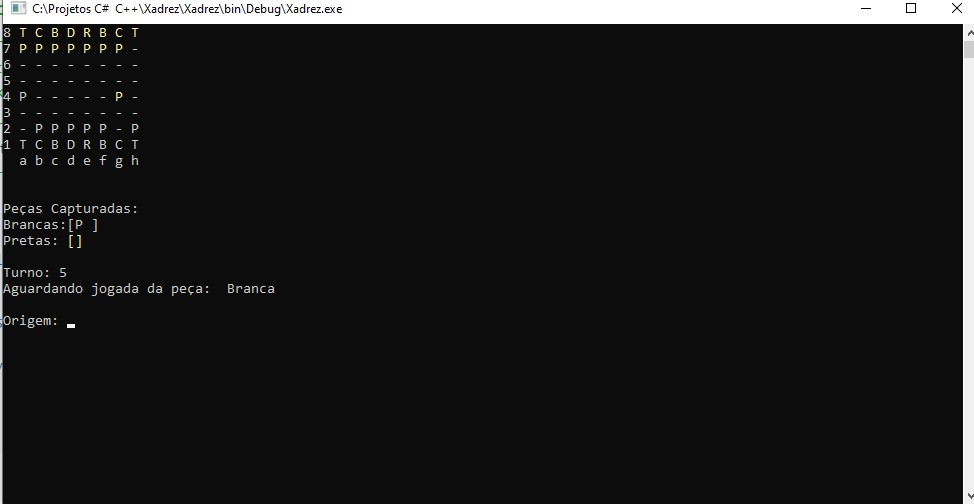 C:\Projetos C#  C++\Xadrez\Xadrez\bin\Debug\Xadrez.exe
8 T C B D R B C T
7 P P P P P P P -
6 - - - - - - - -
5 - - - - - - - -
4 P - - - - - P -
3 - - - - - - - -
2 - P P P P P - P
1 T C B D R B C T
  a b c d e f g h
Peças Capturadas:
Brancas:[P ]
Pretas: []
Turno: 5
Aguardando jogada da peça:  Branca
Origem: